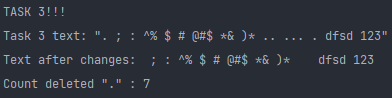 TASK 3!!!
Task 3 text: ". ; : ^% $ # @#$ *& )* .. ... . dfsd 123"
Text after changes:  ; : ^% $ # @#$ *& )*    dfsd 123
Count deleted "." : 7